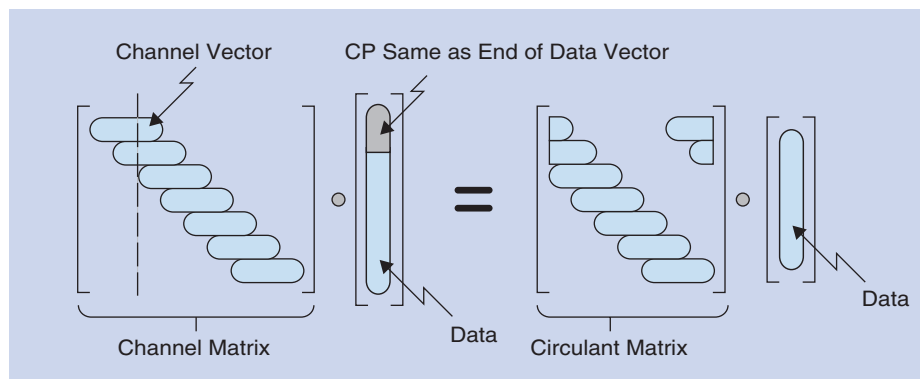 Channel Vector
CP Same as End of Data Vector
Data
Data
Channel Matrix
Circulant Matrix